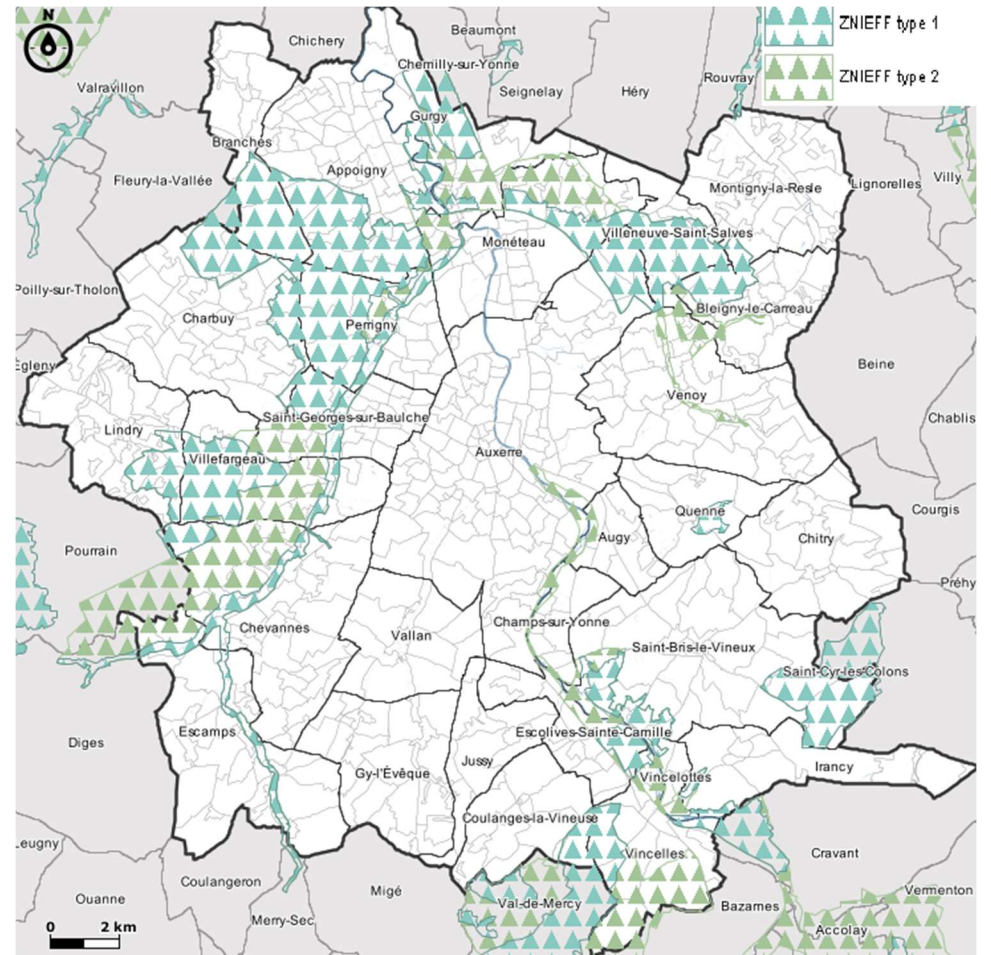 N
ZNIEFF type 1
ZNIEFF type 2
Beaumont
Chichery
Chemilly-sur-Yonne
Rouvray
Valravillon
Seignelay
Héry
Gurgy
Branches
Appoigny
Fleury-la-Vallée
Montigny-la-Resle
Lignorelles
Villy
Villeneuve-Saint-Salves
Monéteau
Poilly-sur-Tholon
Bleigny-le-Carreau
Charbuy
Perrigny
Égleny
Beine
Venoy
Saint-Georges-sur-Baulche
Chablis
Lindry
Auxerre
Villefargeau
Quenne
Courgis
Augy
Chitry
Pourrain
Préhy
Champs-sur-Yonne
Chevannes
Vallan
Saint-Bris-le-Vineux
Saint-Cyr-les-Colons
Escamps
Escolives-Sainte-Camille
Diges
Jussy
Irancy
Gy-l'Évêque
Vincelottes
Coulanges-la-Vineuse
Leugny
Vincelles
Cravant
Coulangeron
Migé
Vermenton
Ouanne
Val-de-Mercy
Bazarnes
Merry-Sec
Accolay
0 2 km